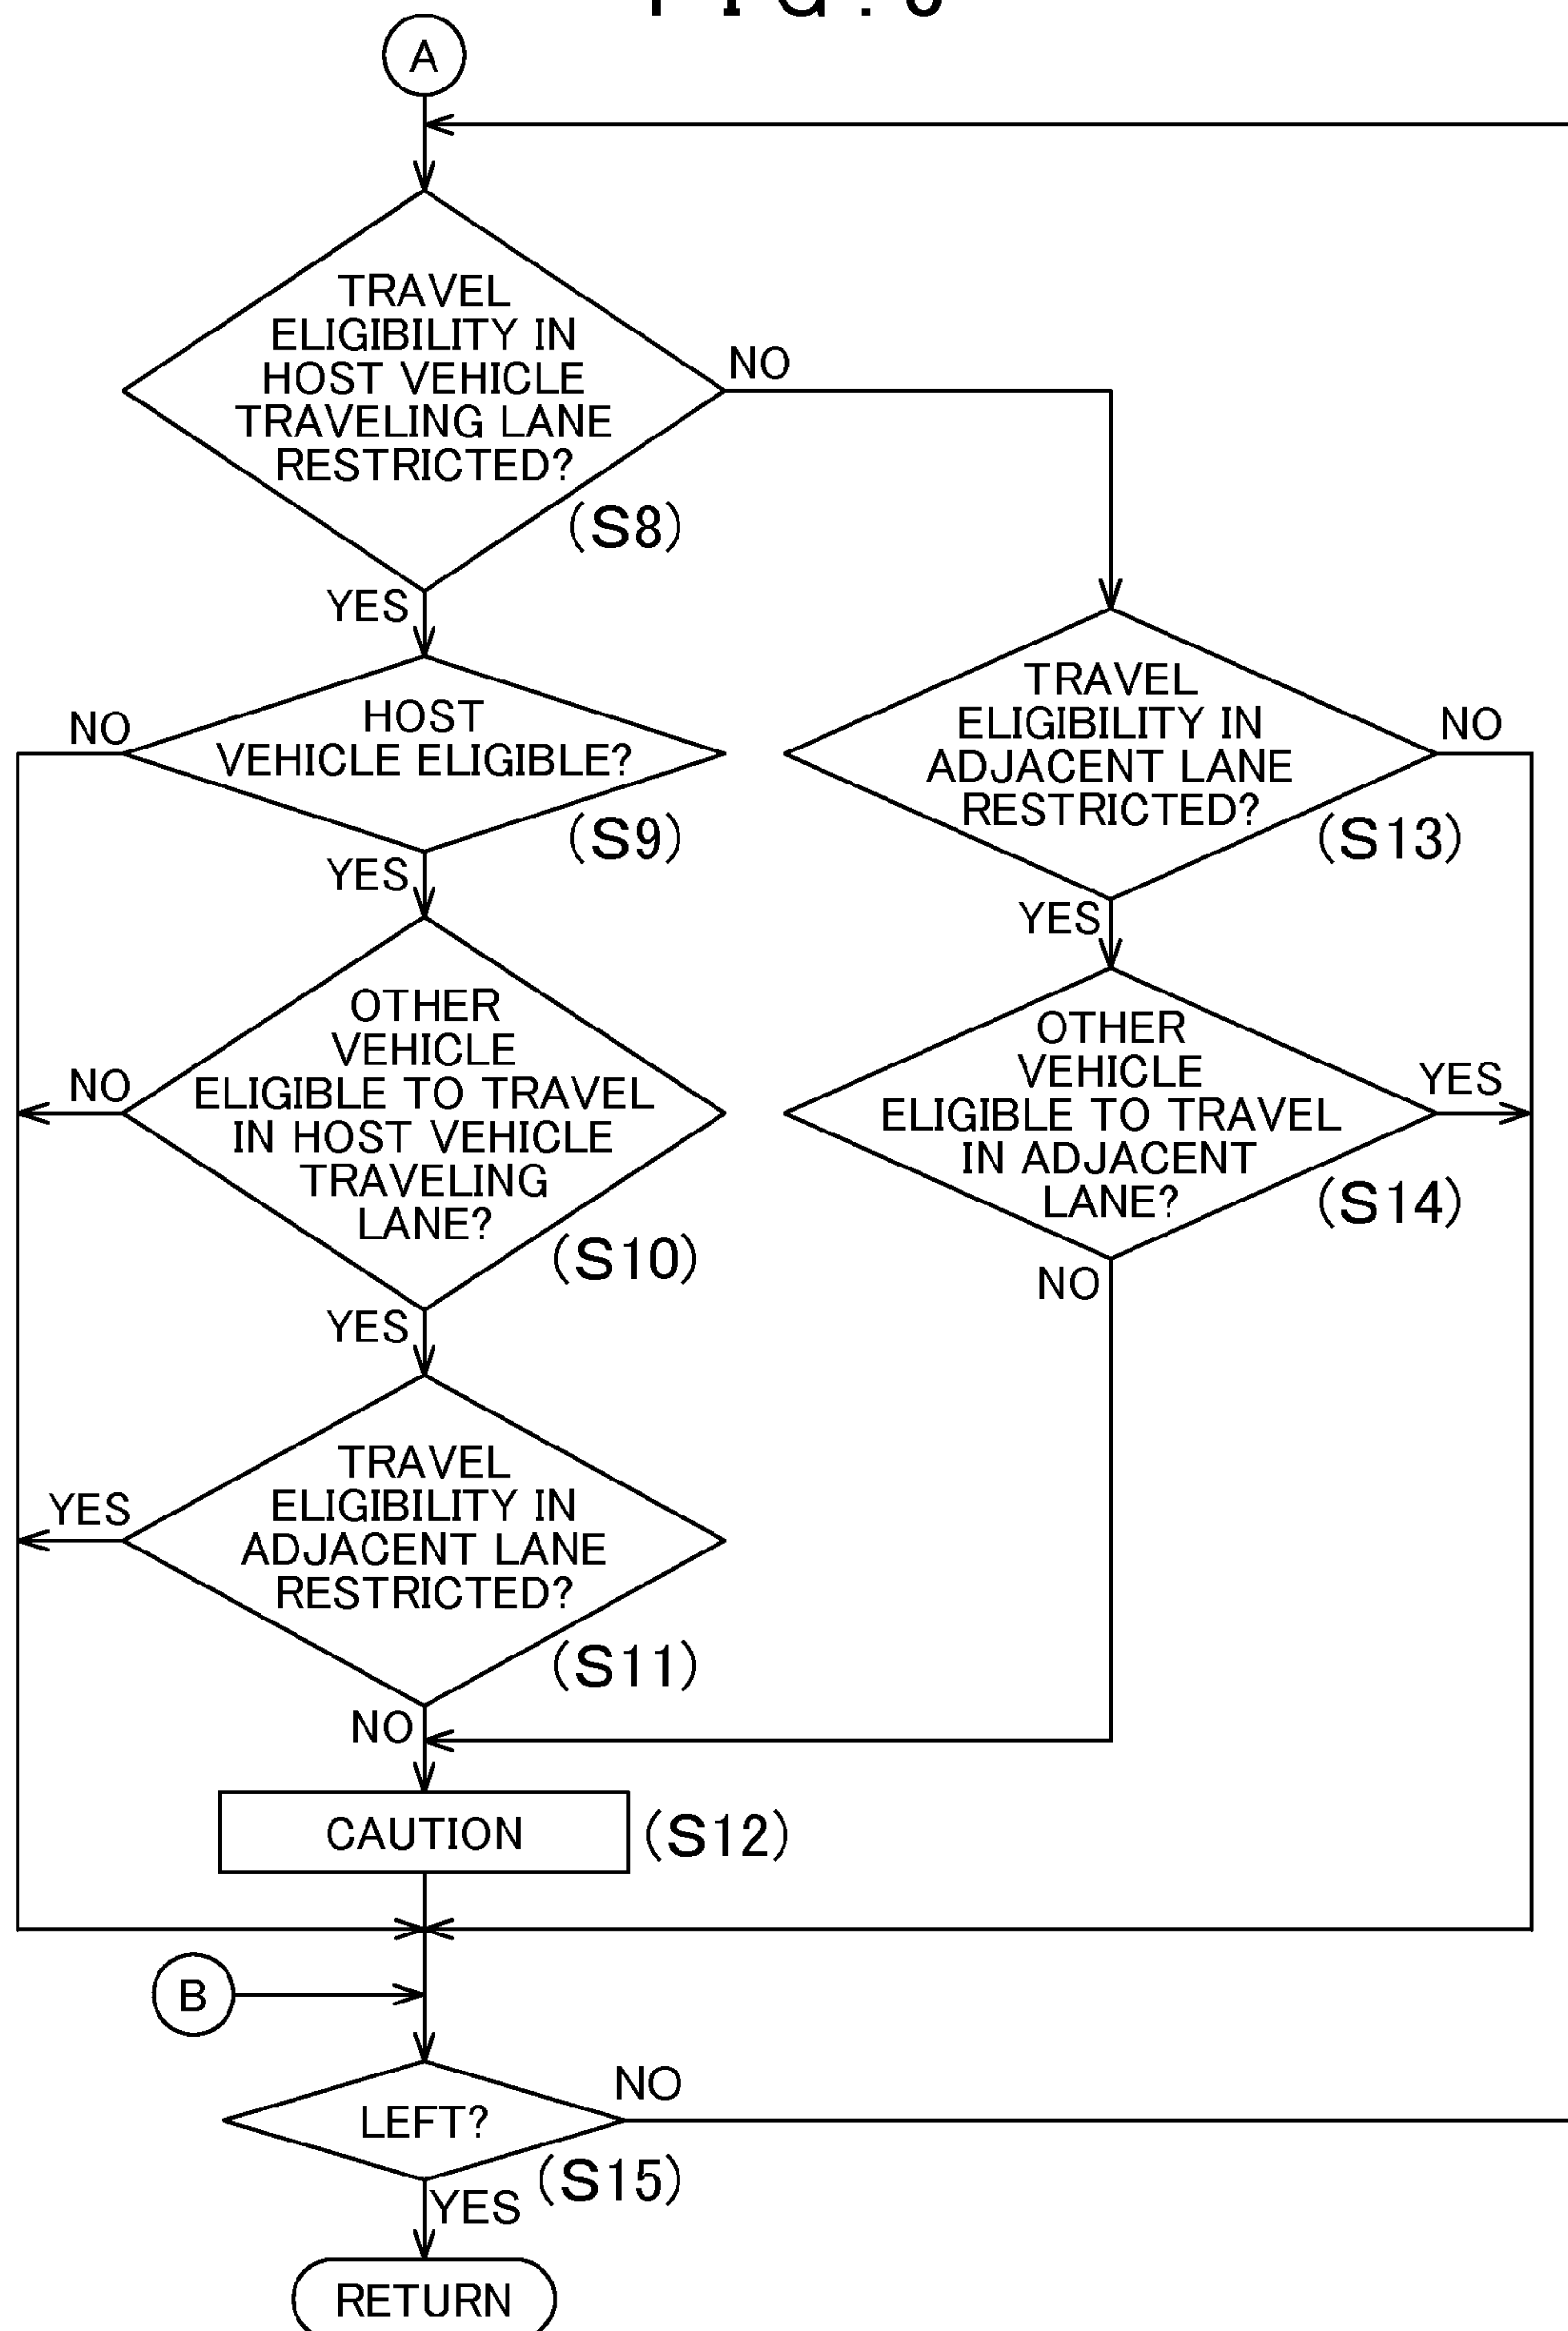 A
TRAVEL
ELIGIBILITY IN
HOST VEHICLE
TRAVELING LANE
RESTRICTED?
(S8)
NO
YES
HOST
VEHICLE ELIGIBLE?
(S9)
NO
YES
TRAVEL
ELIGIBILITY IN
ADJACENT LANE
RESTRICTED?
(S13)
NO
YES
OTHER
VEHICLE
ELIGIBLE TO TRAVEL
IN HOST VEHICLE
TRAVELING
LANE?
(S10)
NO
YES
OTHER
VEHICLE
ELIGIBLE TO TRAVEL
IN ADJACENT
LANE?
(S14)
YES
NO
TRAVEL
ELIGIBILITY IN
ADJACENT LANE
RESTRICTED?
(S11)
YES
NO
CAUTION
(S12)
B
LEFT?
(S15)
NO
YES
RETURN